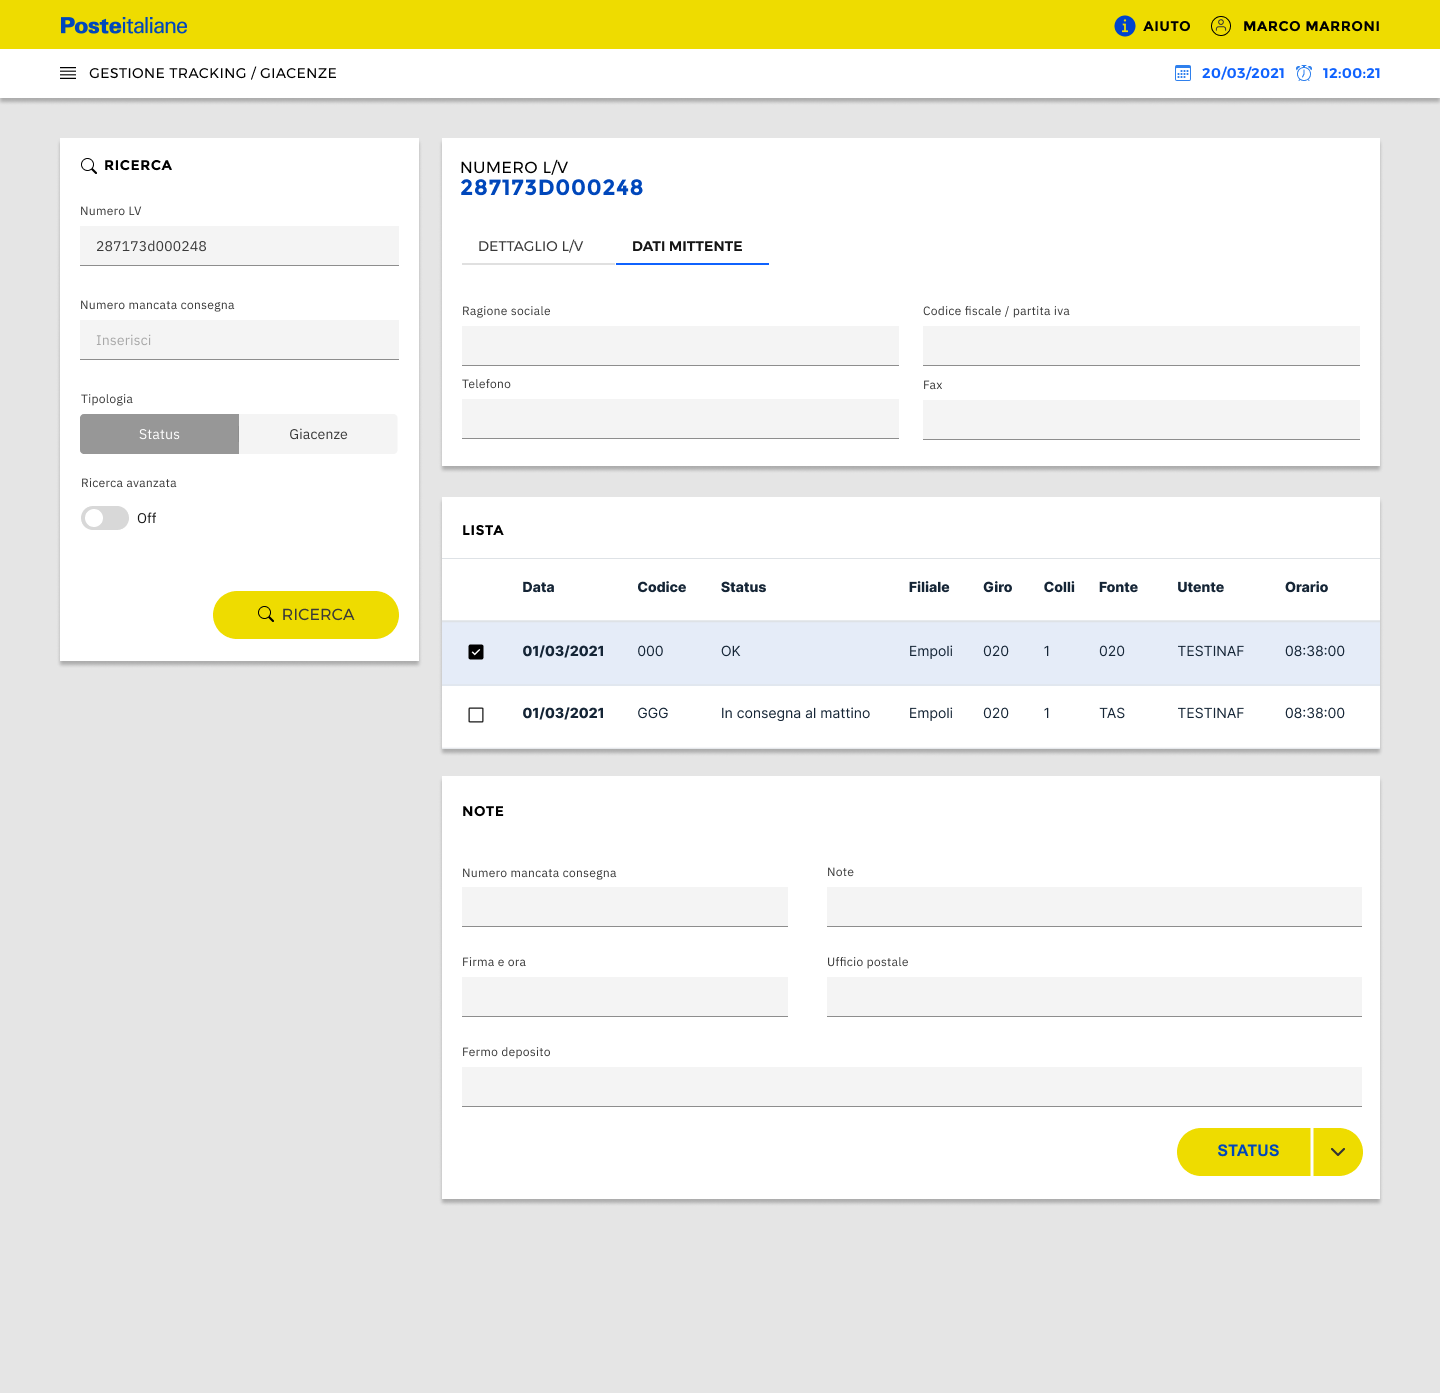 Posteitaliane
AIUTO
MARCO MARRONI
GESTIONE TRACKING / GIACENZE
20/03/2021
12:00:21
RICERCA
Numero LV
287173d000248
Numero mancata consegna
Inserisci
Tipologia
Status
Giacenze
Ricerca avanzata
Off
RICERCA
NUMERO L/V
287173D000248
DETTAGLIO L/V
DATI MITTENTE
Ragione sociale
Codice fiscale / partita iva
Telefono
Fax
LISTA
Data Codice Status Filiale Giro Colli Fonte Utente Orario
01/03/2021 000 OK Empoli 020 1 020 TESTINAF 08:38:00
01/03/2021 GGG In consegna al mattino Empoli 020 1 TAS TESTINAF 08:38:00
NOTE
Numero mancata consegna
Note
Firma e ora
Ufficio postale
Fermo deposito
STATUS